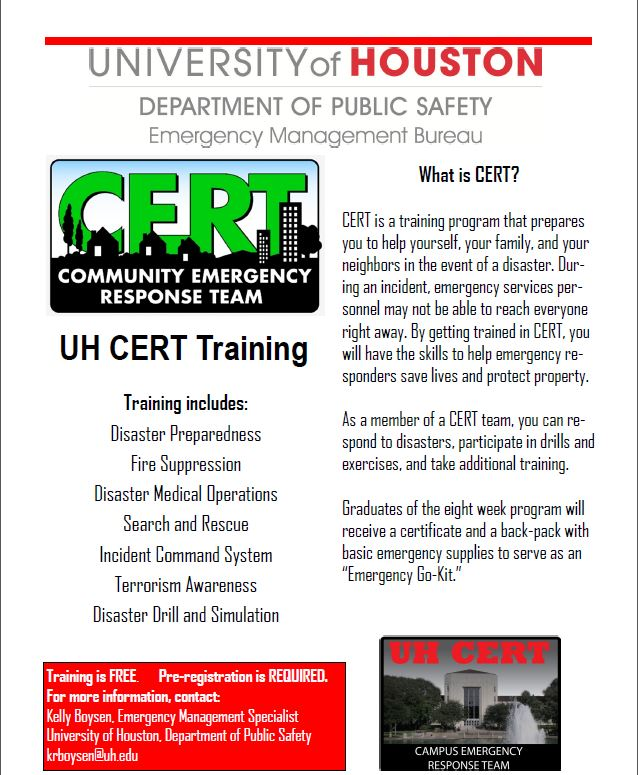 UNIVERSITY of HOUSTON
DEPARTMENT OF PUBLIC SAFETY
Emergency Management Bureau
CERT
COMMUNITY EMERGENCY
RESPONSE TEAM
UH CERT Training
Training includes:
Disaster Preparedness
Fire Suppression
Disaster Medical Operations
Search and Rescue
Incident Command System
Terrorism Awareness
Disaster Drill and Simulation
What is CERT?
CERT is a training program that prepares
you to help yourself, your family, and your
neighbors in the event of a disaster. Dur-
ing an incident, emergency services per-
sonnel may not be able to reach everyone
right away. By getting trained in CERT, you
will have the skills to help emergency re-
sponders save lives and protect property.
As a member of a CERT team, you can re-
spond to disasters, participate in drills and
exercises, and take additional training.
Graduates of the eight week program will
receive a certificate and a back-pack with
basic emergency supplies to serve as an
“Emergency Go-Kit.”
Training is FREE. Pre-registration is REQUIRED.
For more information, contact:
Kelly Boysen, Emergency Management Specialist
University of Houston, Department of Public Safety
krboysen@uh.edu
UH CERT
CAMPUS EMERGENCY
RESPONSE TEAM